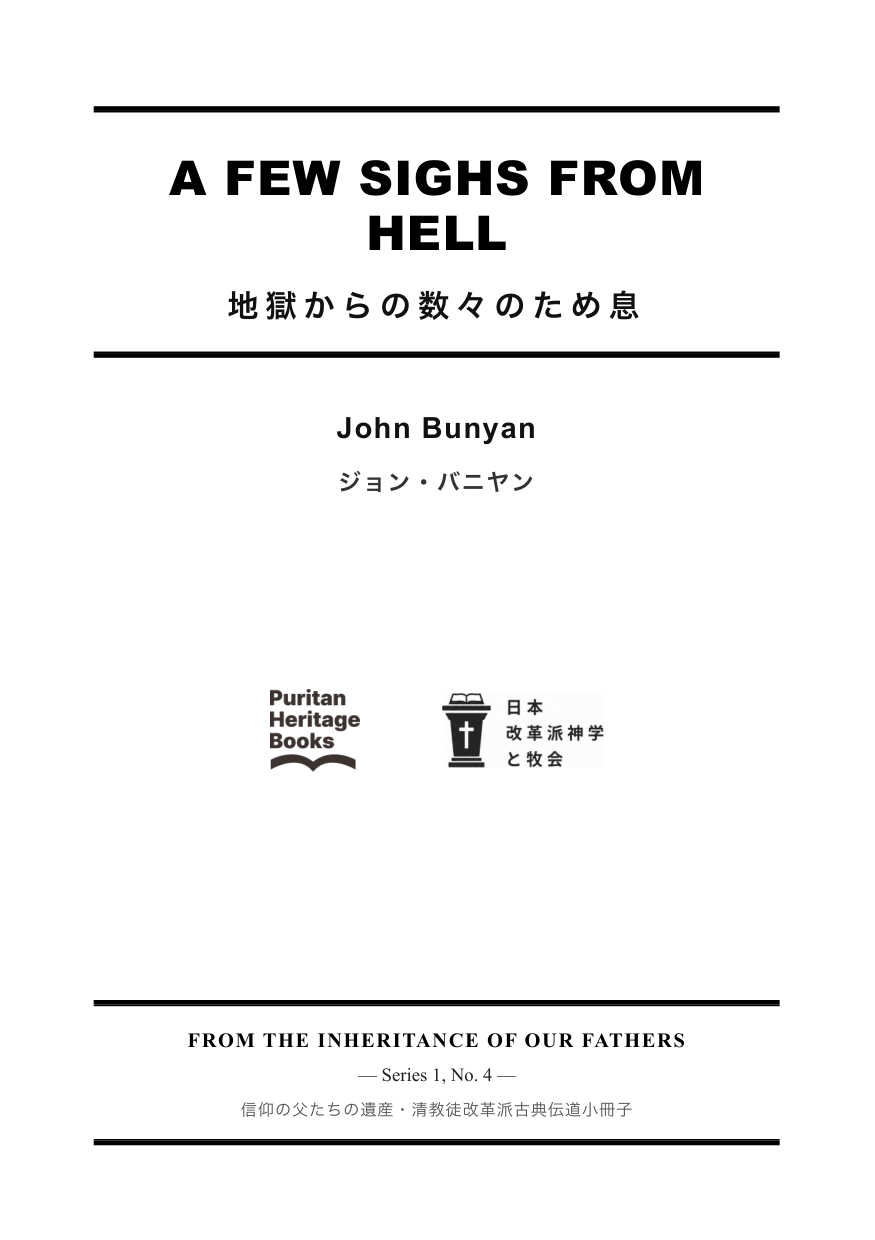 A FEW SIGHS FROM
HELL
地獄からの数々のため息
John Bunyan
ジョン・バニヤン
Puritan
Heritage
Books
日本
改革派神学
と牧会
FROM THE INHERITANCE OF OUR FATHERS
— Series 1, No. 4 —
信仰の父たちの遺産・清教徒改革派古典伝道小冊子